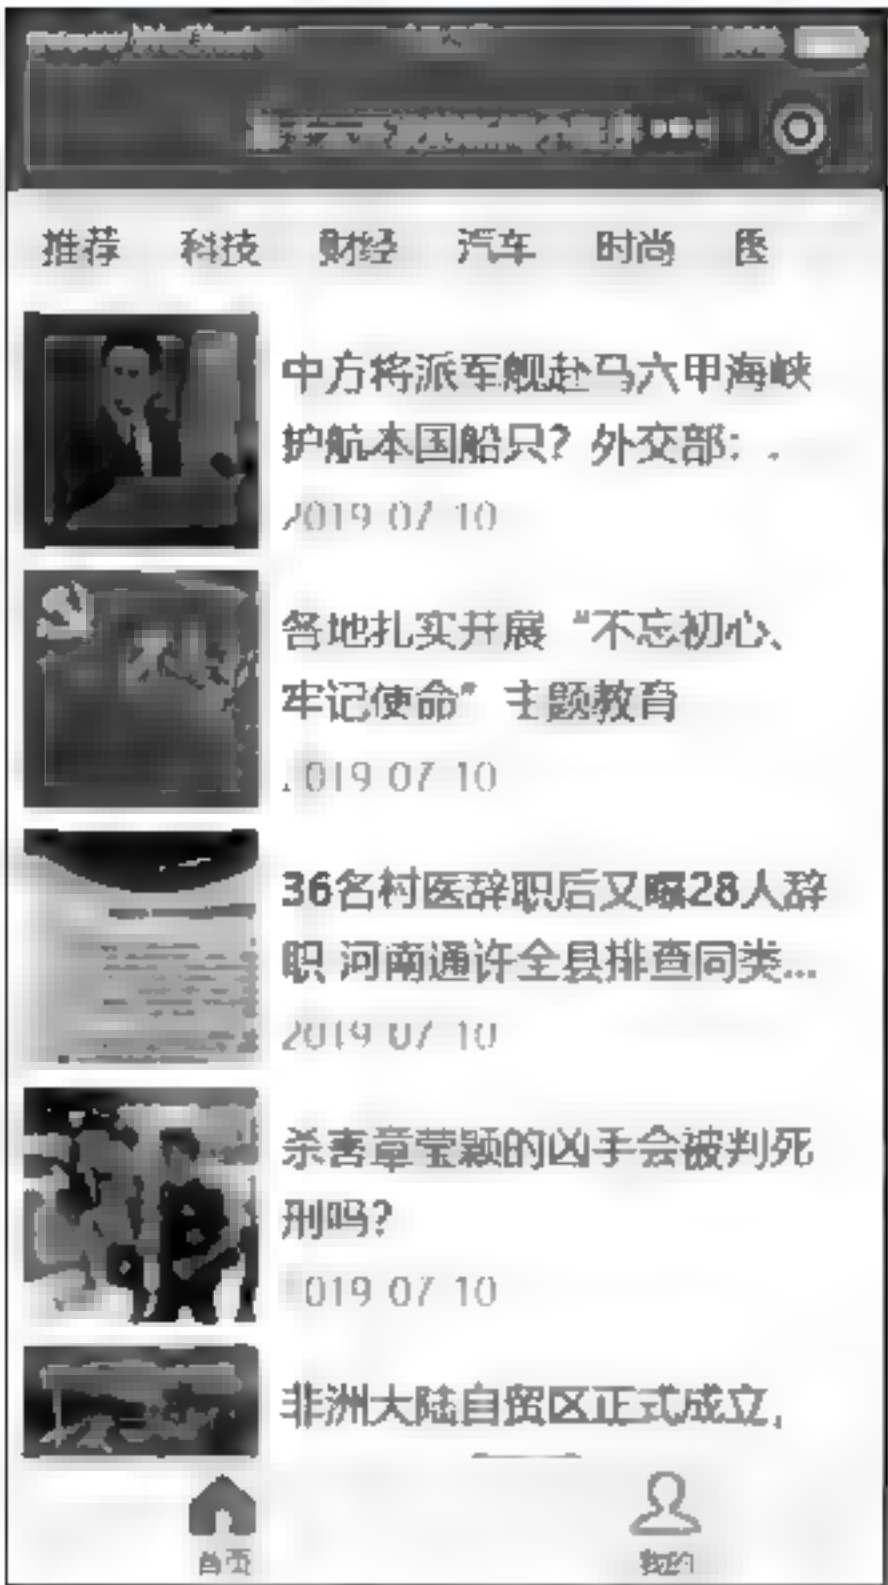 推荐 科技 财经 汽车 时尚
中方将派军舰赴马六甲海峡
护航本国船只？外交部：.
2019 07 10
各地扎实开展“不忘初心、
牢记使命”主题教育
019 07 10
36名村医辞职后又曝28人辞
职 河南通许全县排查同类...
2019 07 10
杀害章莹颖的凶手会被判死
刑吗？
019 07 10
非洲大陆自贸区正式成立，
首页 我的